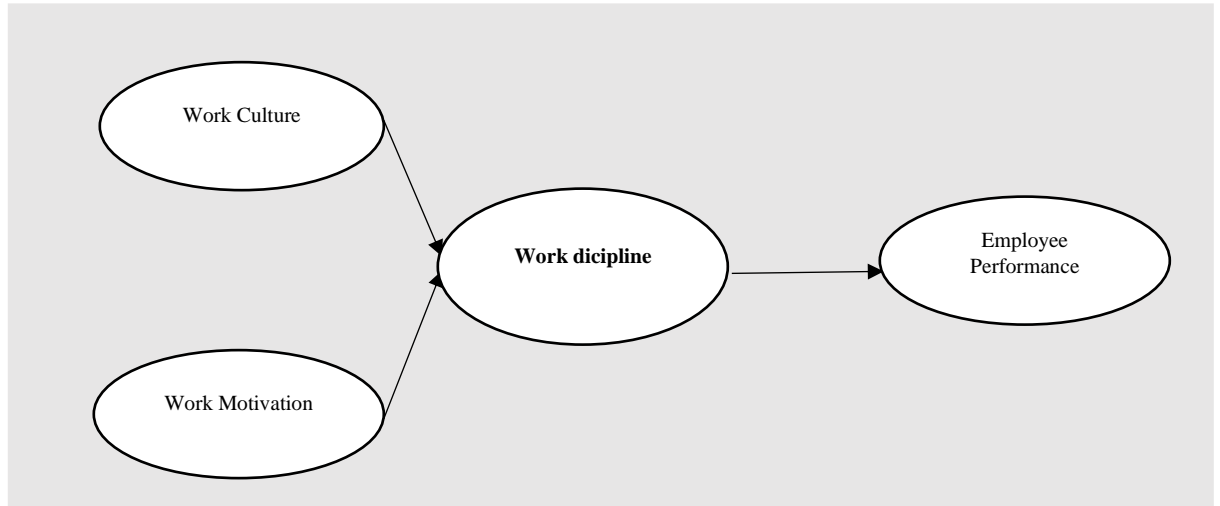 Work Culture
Work dicipline
Employee
Performance
Work Motivation